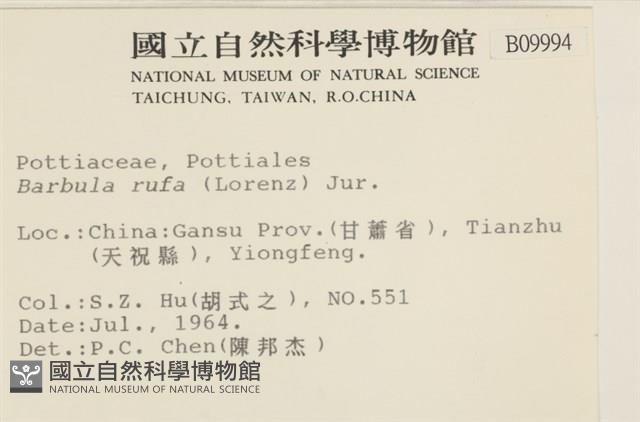 國立自然科學博物館
B09994
NATIONAL MUSEUM OF NATURAL SCIENCE
TAICHUNG, TAIWAN, R.O.CHINA
Pottiaceae, Pottiales
Barbula rufa (Lorenz) Jur.
Loc.:China:Gansu Prov.(甘蕭省), Tianzhu
(天祝縣), Yiongfeng.
Col.:S.Z. Hu(胡式之), NO.551
Date:Jul., 1964.
Det.:P.C. Chen(陳邦杰)
國立自然科學博物館
NATIONAL MUSEUM OF NATURAL SCIENCE